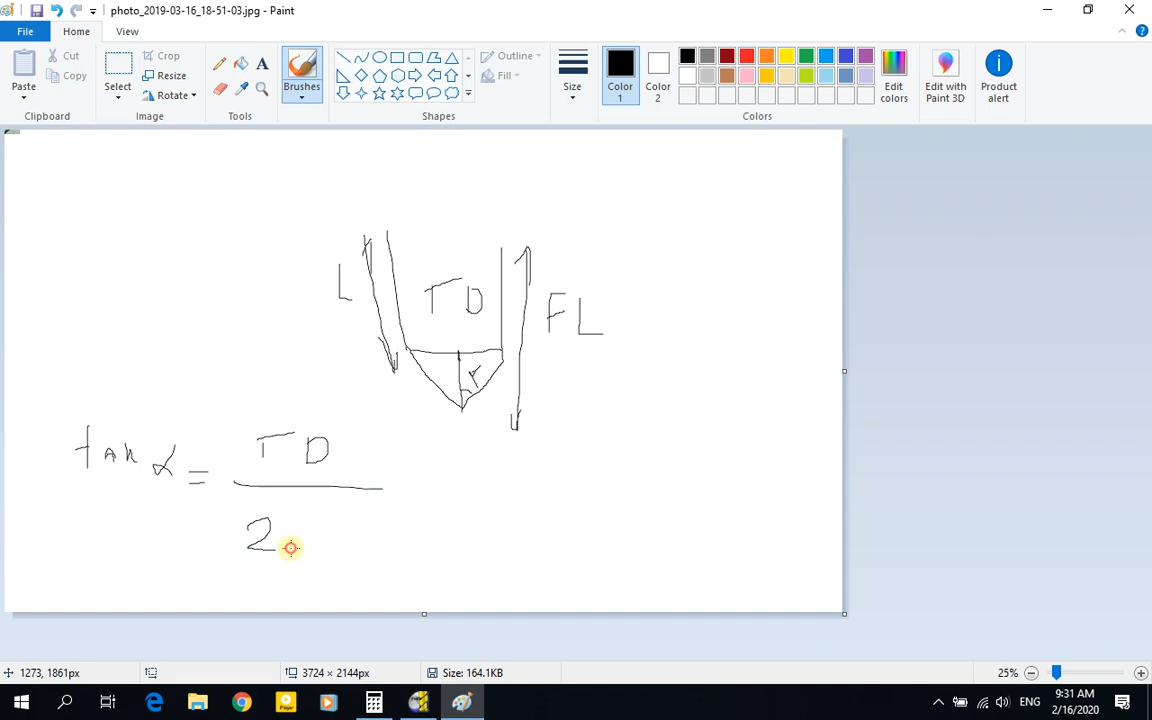 photo_2019-03-16_18-51-03.jpg - Paint
File
Home
View
Paste
Cut
Copy
Clipboard
Select
Crop
Resize
Rotate
Image
A
Tools
Brushes
Outline
Fill
Shapes
Size
Color 1
Color 2
Edit colors
Colors
Edit with Paint 3D
Product alert
L
TD
FL
tan α = TD
2
1273, 1861px
3724 × 2144px
Size: 164.1KB
25%
ENG
9:31 AM
2/16/2020